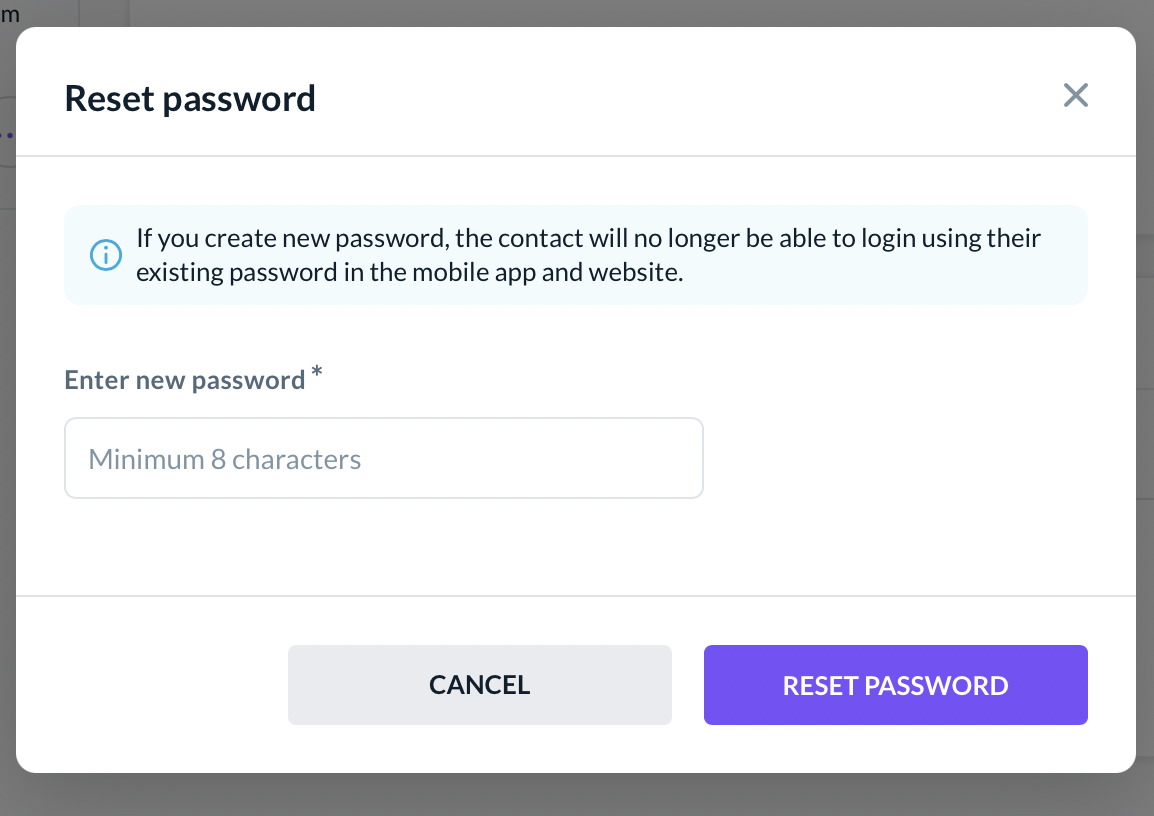 m
Reset password
If you create new password, the contact will no longer be able to login using their
existing password in the mobile app and website.
Enter new password *
Minimum 8 characters
CANCEL
RESET PASSWORD